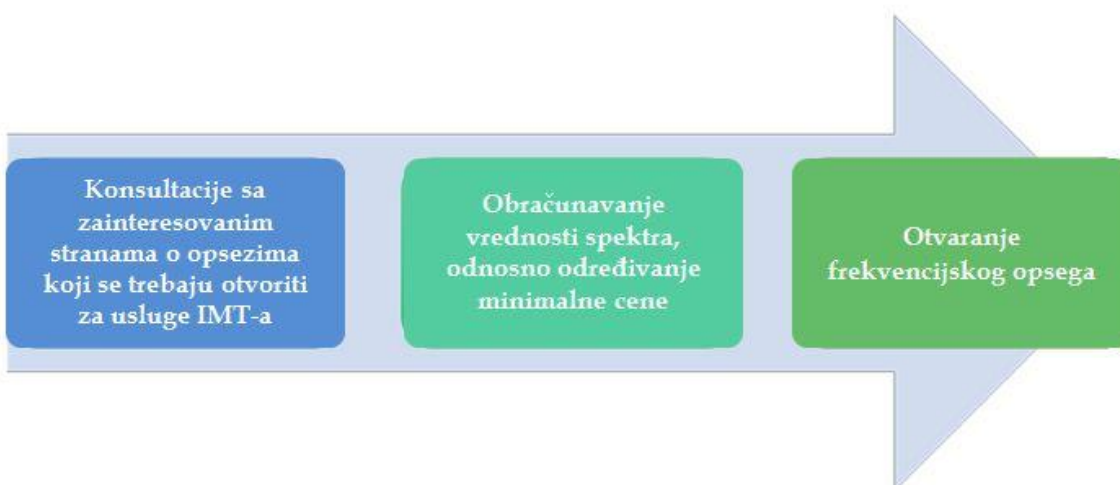 Konsultacije sa
zainteresovanim
stranama o opsezima
koji se trebaju otvoriti
za usluge IMT-a
Obračunavanje
vrednosti spektra,
odnosno određivanje
minimalne cene
Otvaranje
frekvencijskog opsega